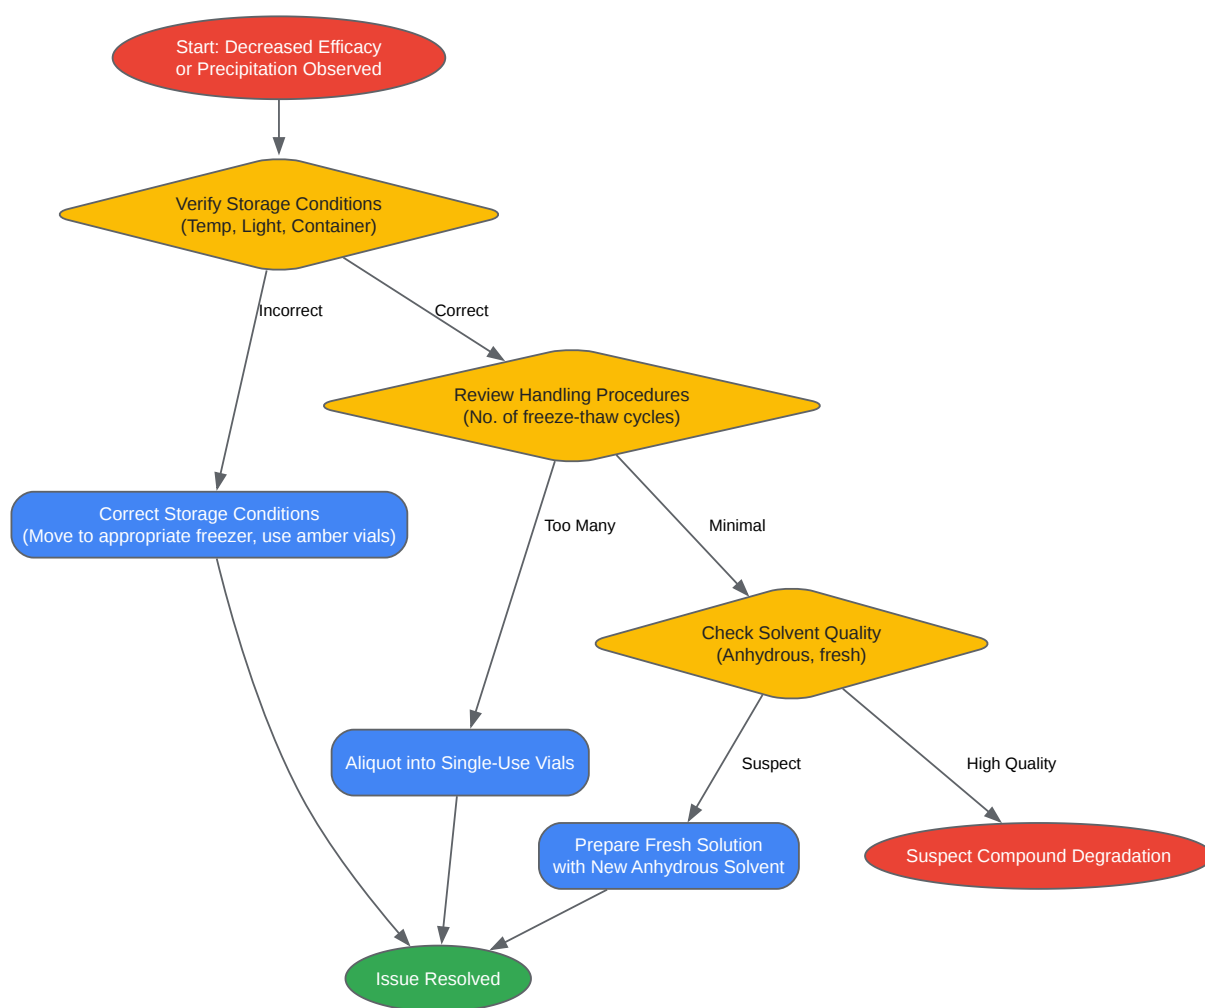 Start: Decreased Efficacy
or Precipitation Observed
Verify Storage Conditions
(Temp, Light, Container)
Incorrect
Correct
Review Handling Procedures
(No. of freeze-thaw cycles)
Correct Storage Conditions
(Move to appropriate freezer, use amber vials)
Too Many
Minimal
Check Solvent Quality
(Anhydrous, fresh)
Aliquot into Single-Use Vials
Suspect
High Quality
Prepare Fresh Solution
with New Anhydrous Solvent
Suspect Compound Degradation
Issue Resolved